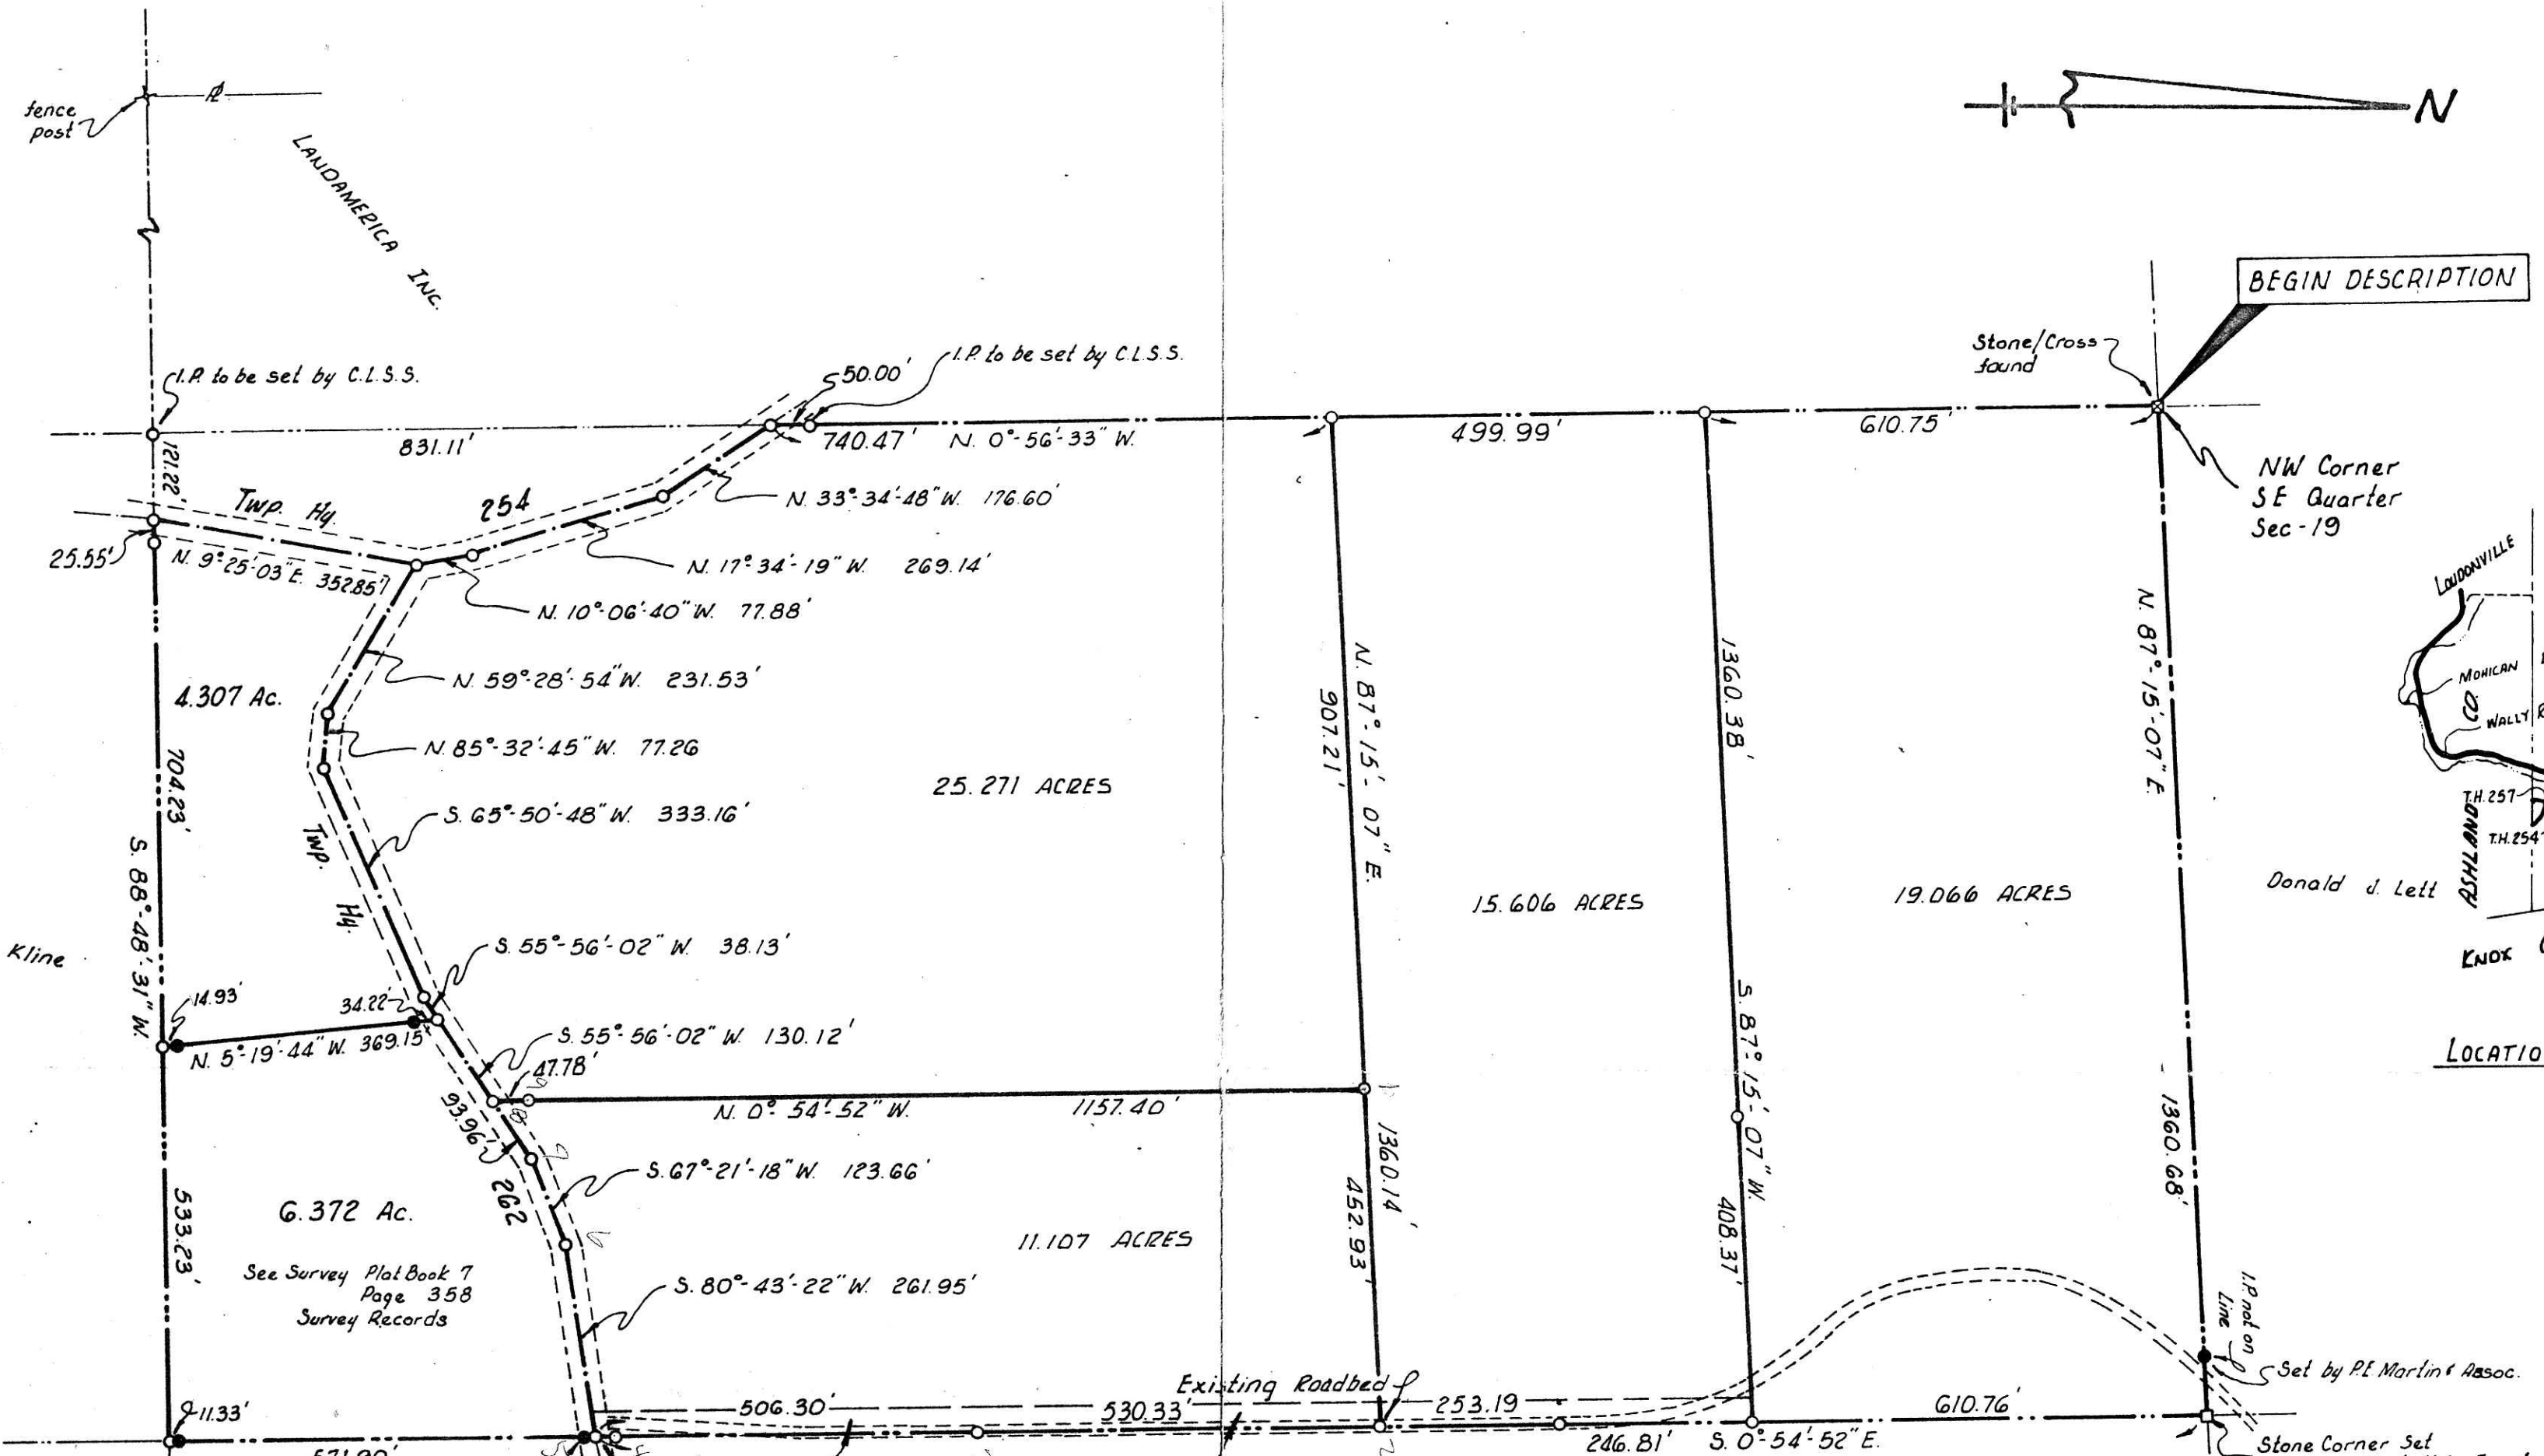 fence
post
LANDAMERICA INC.
N
BEGIN DESCRIPTION
Stone/Cross
found
NW Corner
SE Quarter
Sec-19
I.P. to be set by C.L.S.S.
50.00'
I.P. to be set by C.L.S.S.
831.11'
740.47' N. 0°-56'-33" W.
499.99'
610.75'
121.22'
Twp. Hy. 254
25.55'
N. 9°-25'-03" E. 352.85'
N. 33°-34'-48" W. 176.60'
N. 17°-34'-19" W. 269.14'
N. 10°-06'-40" W. 77.88'
N. 59°-28'-54" W. 231.53'
N. 85°-32'-45" W. 77.26
S. 65°-50'-48" W. 333.16'
S. 55°-56'-02" W. 38.13'
S. 55°-56'-02" W. 130.12'
47.78'
93.96'
S. 67°-21'-18" W. 123.66'
S. 80°-43'-22" W. 261.95'
4.307 Ac.
704.23'
S. 88°-48'-31" W.
Kline
14.93'
34.22'
N. 5°-19'-44" W. 369.15'
Twp. Hy. 262
25.271 ACRES
N. 87°-15'-07" E.
907.21'
1360.38'
S. 87°-15'-07" W.
N. 87°-15'-07" E.
15.606 ACRES
19.066 ACRES
Donald J. Lett
LOUDONVILLE
MOHICAN
WALLY
T.H. 257
T.H. 254
ASHLAND
KNOX
LOCATIO
N. 0°-54'-52" W. 1157.40'
1360.14'
452.93'
408.37'
1360.68'
533.23'
6.372 Ac.
See Survey Plat Book 7
Page 358
Survey Records
11.107 ACRES
I.P. not on
Line
Set by P.E. Martin & Assoc.
Existing Roadbed
11.33'
506.30'
530.33'
253.19
610.76'
571.90'
246.81' S. 0°-54'-52" E.
Stone Corner Set